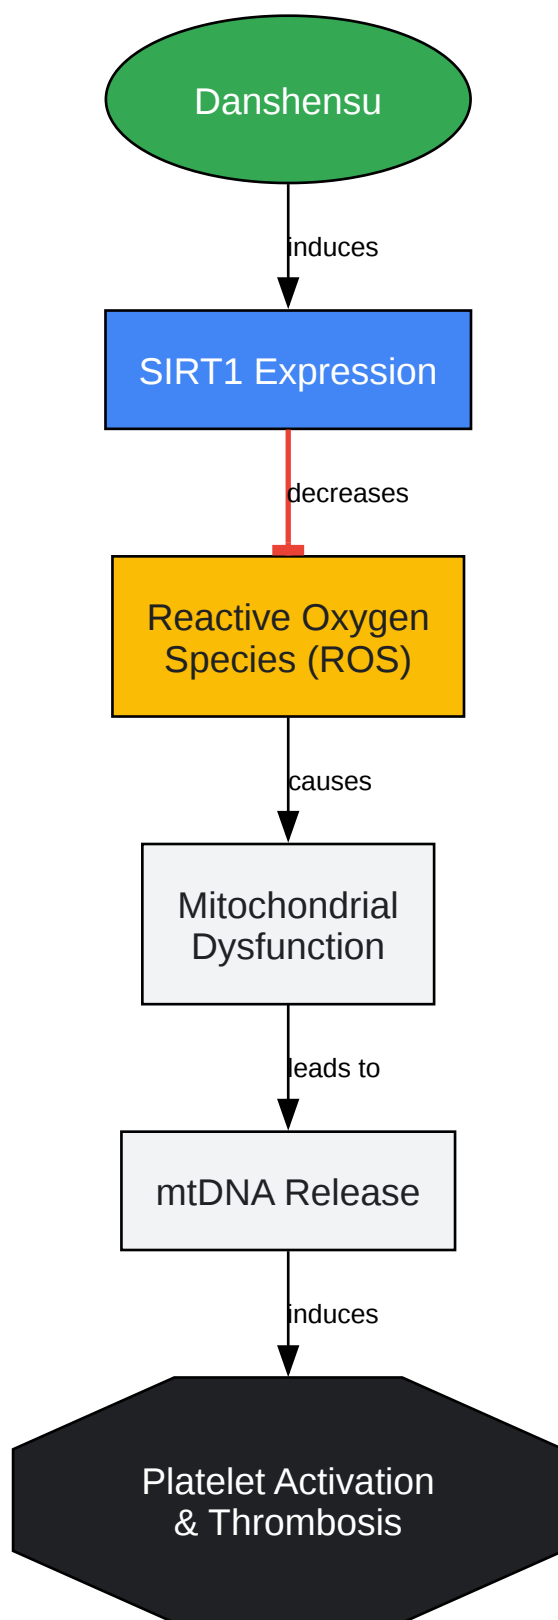 Danshensu
induces
SIRT1 Expression
decreases
Reactive Oxygen
Species (ROS)
causes
Mitochondrial
Dysfunction
leads to
mtDNA Release
induces
Platelet Activation
& Thrombosis